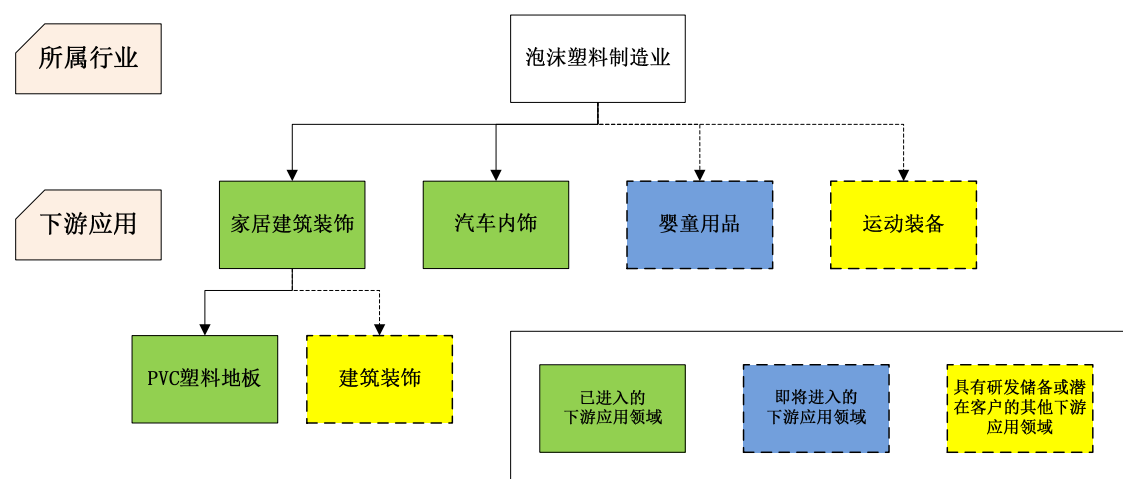 所属行业
泡沫塑料制造业
下游应用
家居建筑装饰
汽车内饰
婴童用品
运动装备
PVC塑料地板
建筑装饰
已进入的
下游应用领域
即将进入的
下游应用领域
具有研发储备或潜
在客户的其他下游
应用领域